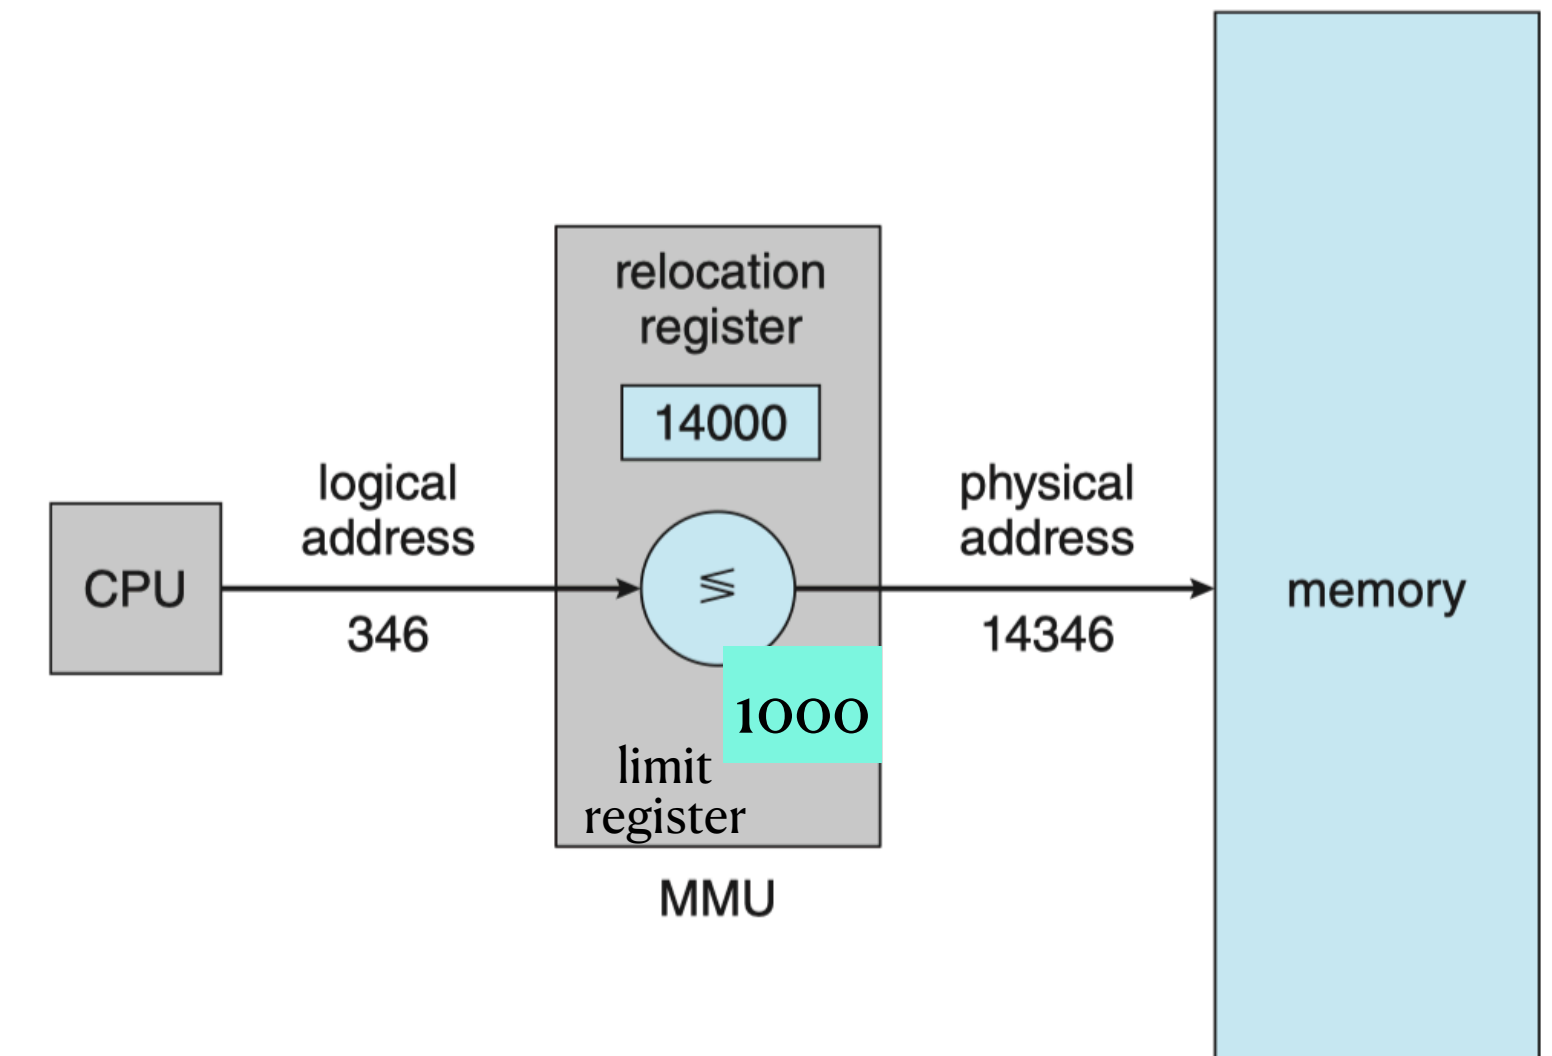 relocation
register
14000
logical
address
physical
address
CPU
≶
memory
346
14346
1000
limit
register
MMU